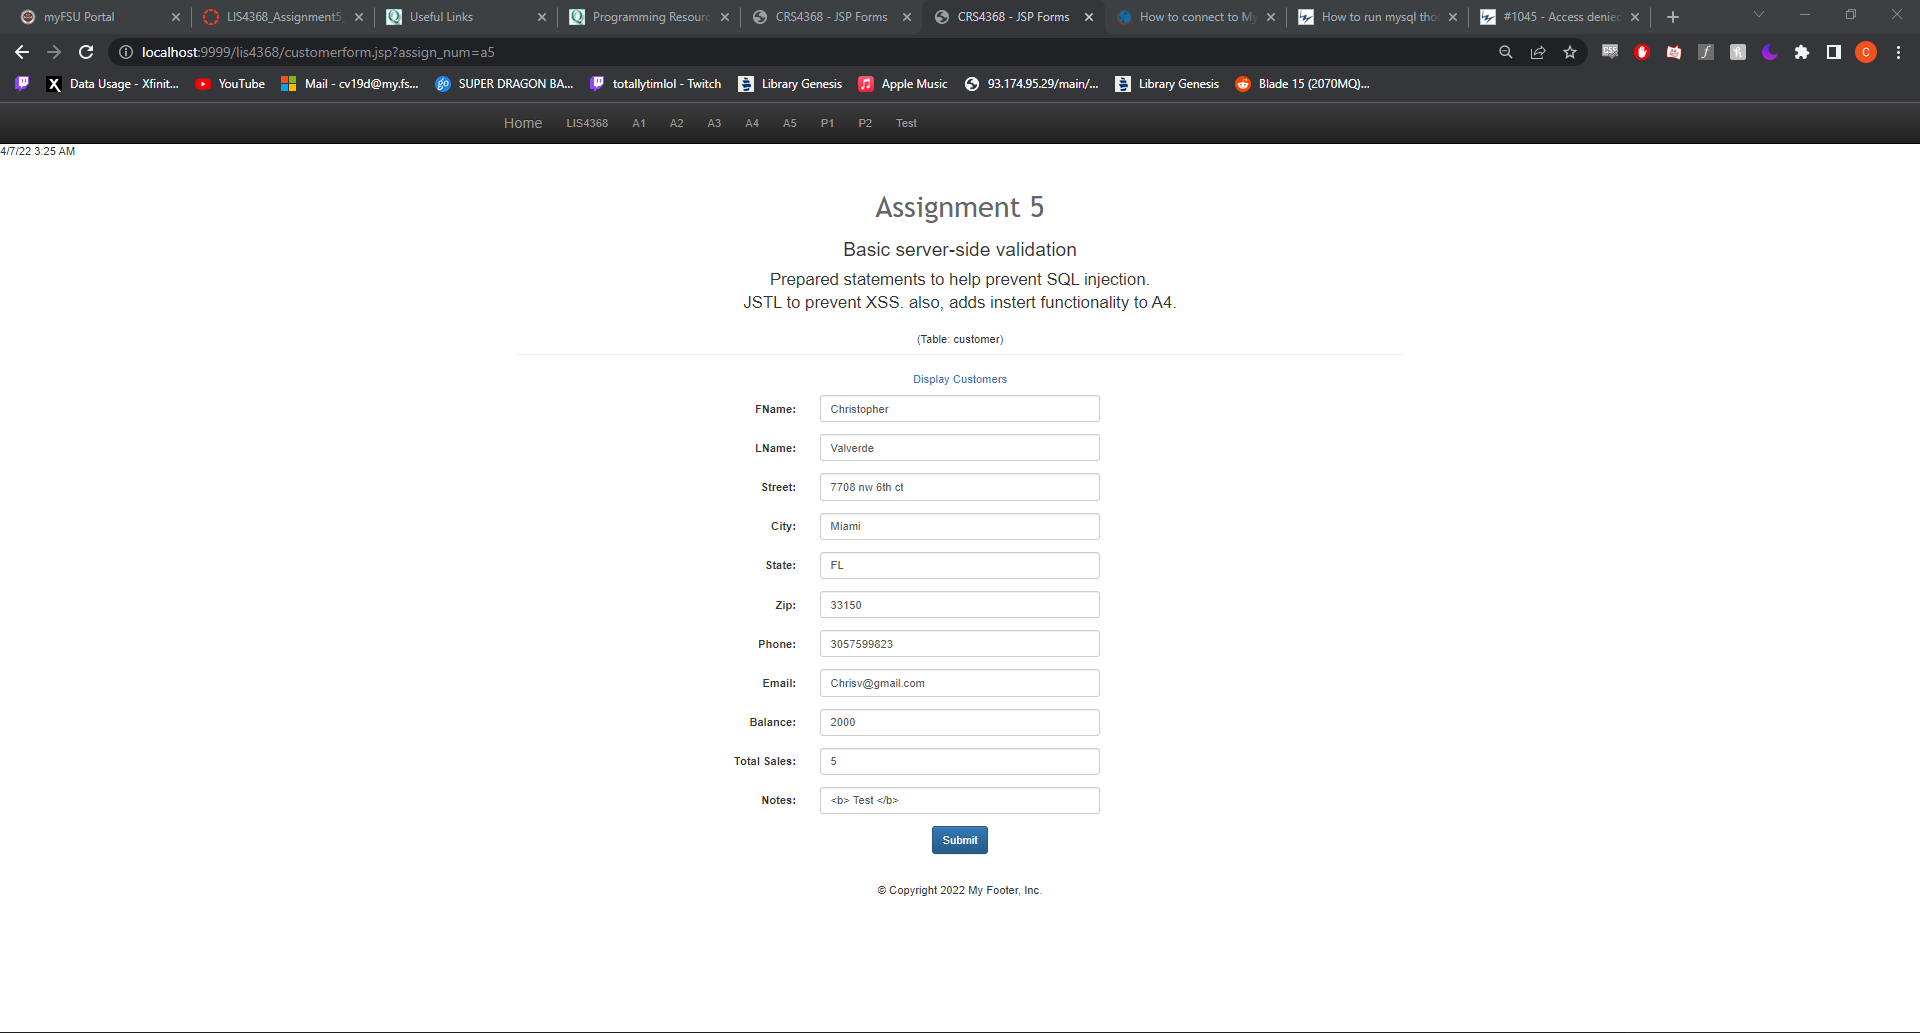 myFSU Portal
LIS4368_Assignment5_
Useful Links
Programming Resourc
CRS4368 - JSP Forms
CRS4368 - JSP Forms
How to connect to My
How to run mysql tho
#1045 - Access denied
localhost:9999/lis4368/customerform.jsp?assign_num=a5
Data Usage - Xfinit...
YouTube
Mail - cv19d@my.fs...
SUPER DRAGON BA...
totallytimlol - Twitch
Library Genesis
Apple Music
93.174.95.29/main/...
Library Genesis
Blade 15 (2070MQ)...
Home LIS4368 A1 A2 A3 A4 A5 P1 P2 Test
4/7/22 3:25 AM
Assignment 5
Basic server-side validation
Prepared statements to help prevent SQL injection.
JSTL to prevent XSS. also, adds instert functionality to A4.
(Table: customer)
Display Customers
FName: Christopher
LName: Valverde
Street: 7708 nw 6th ct
City: Miami
State: FL
Zip: 33150
Phone: 3057599823
Email: Chrisv@gmail.com
Balance: 2000
Total Sales: 5
Notes: <b> Test </b>
Submit
© Copyright 2022 My Footer, Inc.